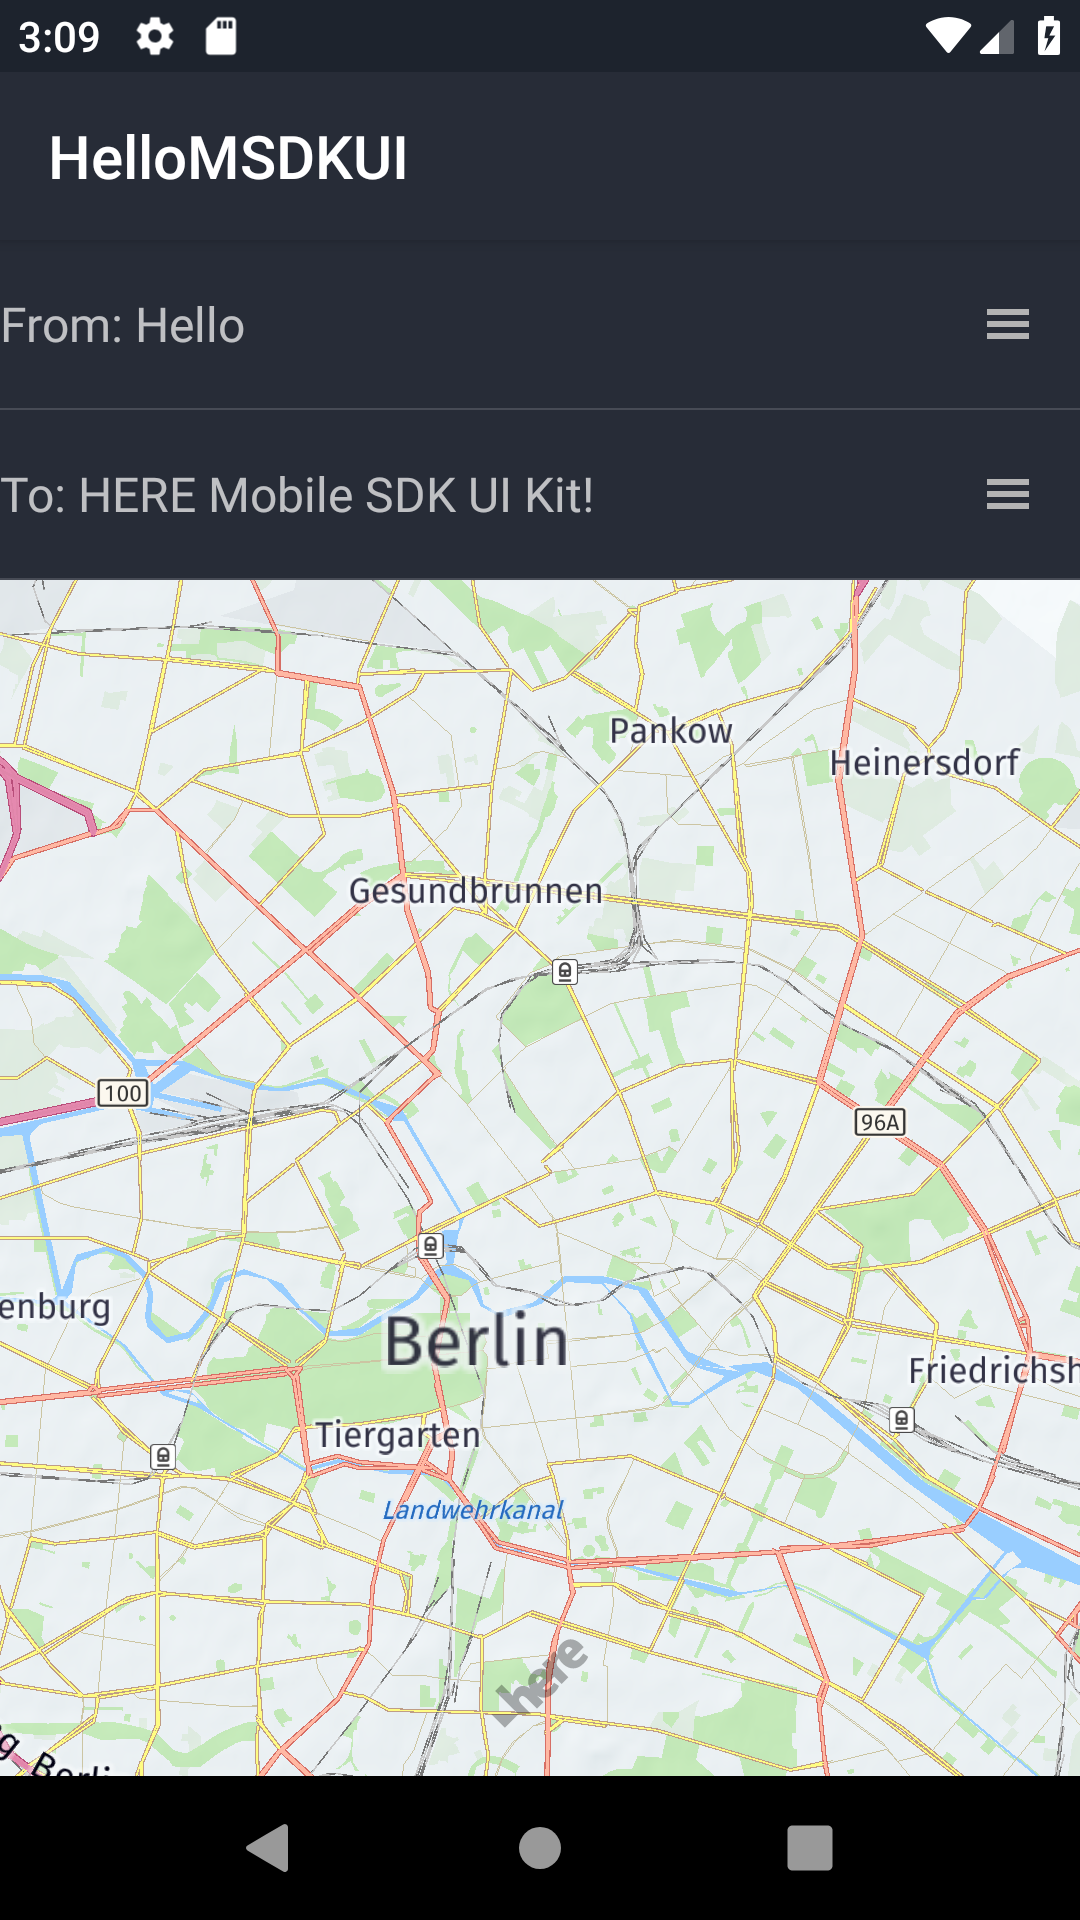 3:09
HelloMSDKUI
From: Hello
To: HERE Mobile SDK UI Kit!
Pankow
Heinersdorf
Gesundbrunnen
100
96A
enburg
Berlin
Friedrichsh
Tiergarten
Landwehrkanal
here
g Berli